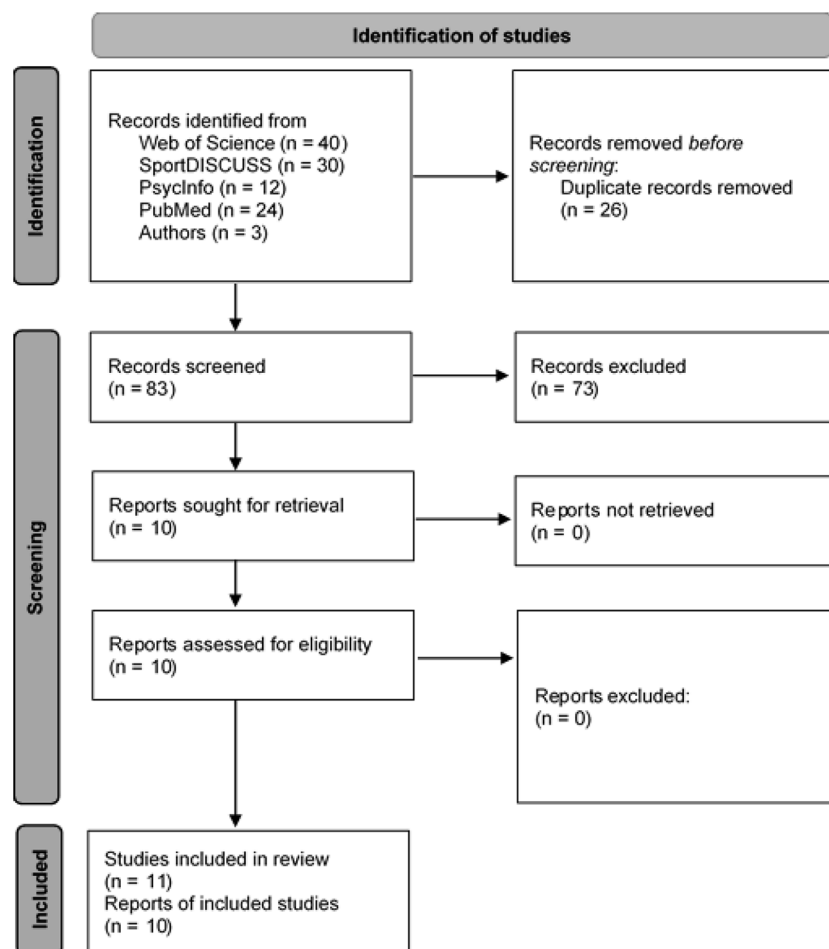 Identification of studies
Identification
Records identified from
Web of Science (n = 40)
SportDISCUSS (n = 30)
PsycInfo (n = 12)
PubMed (n = 24)
Authors (n = 3)
Records removed before
screening:
Duplicate records removed
(n = 26)
Screening
Records screened
(n = 83)
Records excluded
(n = 73)
Reports sought for retrieval
(n = 10)
Reports not retrieved
(n = 0)
Reports assessed for eligibility
(n = 10)
Reports excluded:
(n = 0)
Included
Studies included in review
(n = 11)
Reports of included studies
(n = 10)